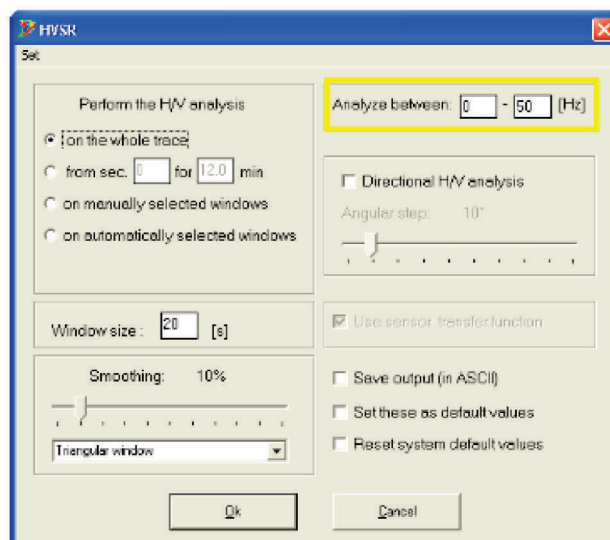 HVSR
Set
Perform the H/V analysis
on the whole trace
from sec. 0 for 12.0 min
on manually selected windows
on automatically selected windows
Window size : 20 [s]
Smoothing: 10%
Triangular window
Analyze between: 0 - 50 [Hz]
Directional H/V analysis
Angular step: 10°
Use sensor transfer function
Save output (in ASCII)
Set these as default values
Reset system default values
Ok
Cancel